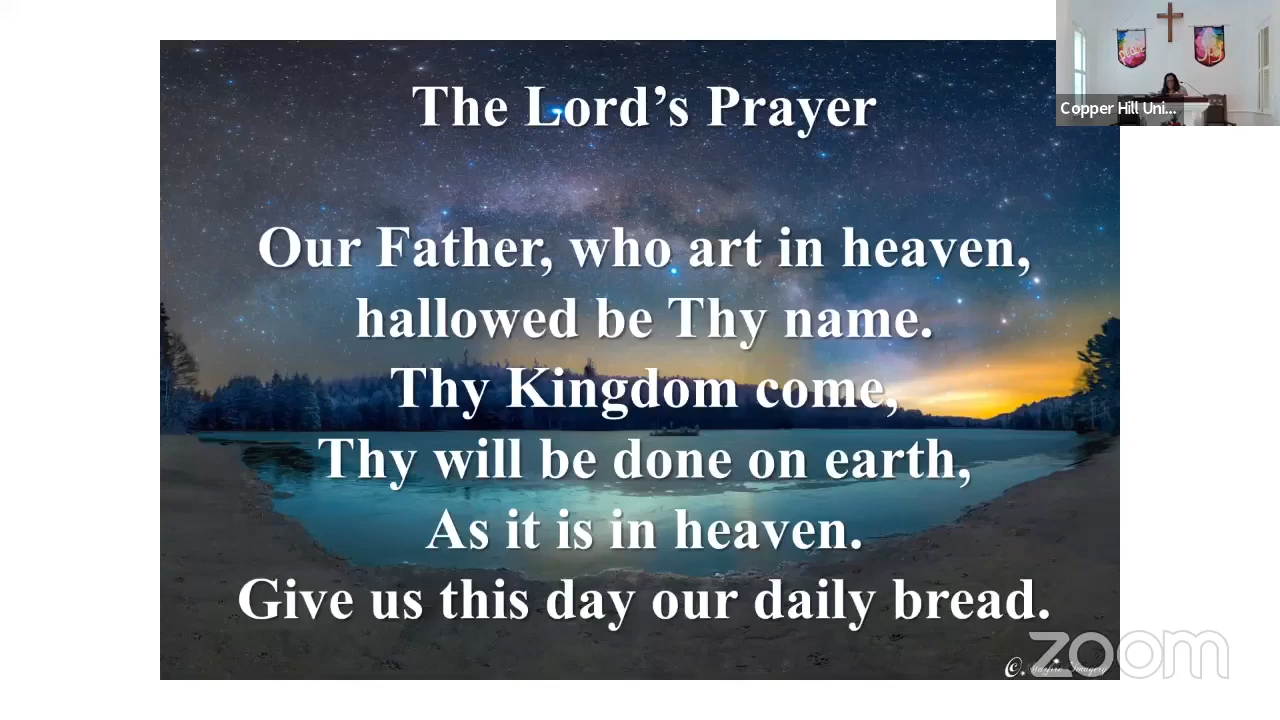 The Lord's Prayer
Our Father, who art in heaven,
hallowed be Thy name.
Thy Kingdom come,
Thy will be done on earth,
As it is in heaven.
Give us this day our daily bread.
Copper Hill Uni...
zoom